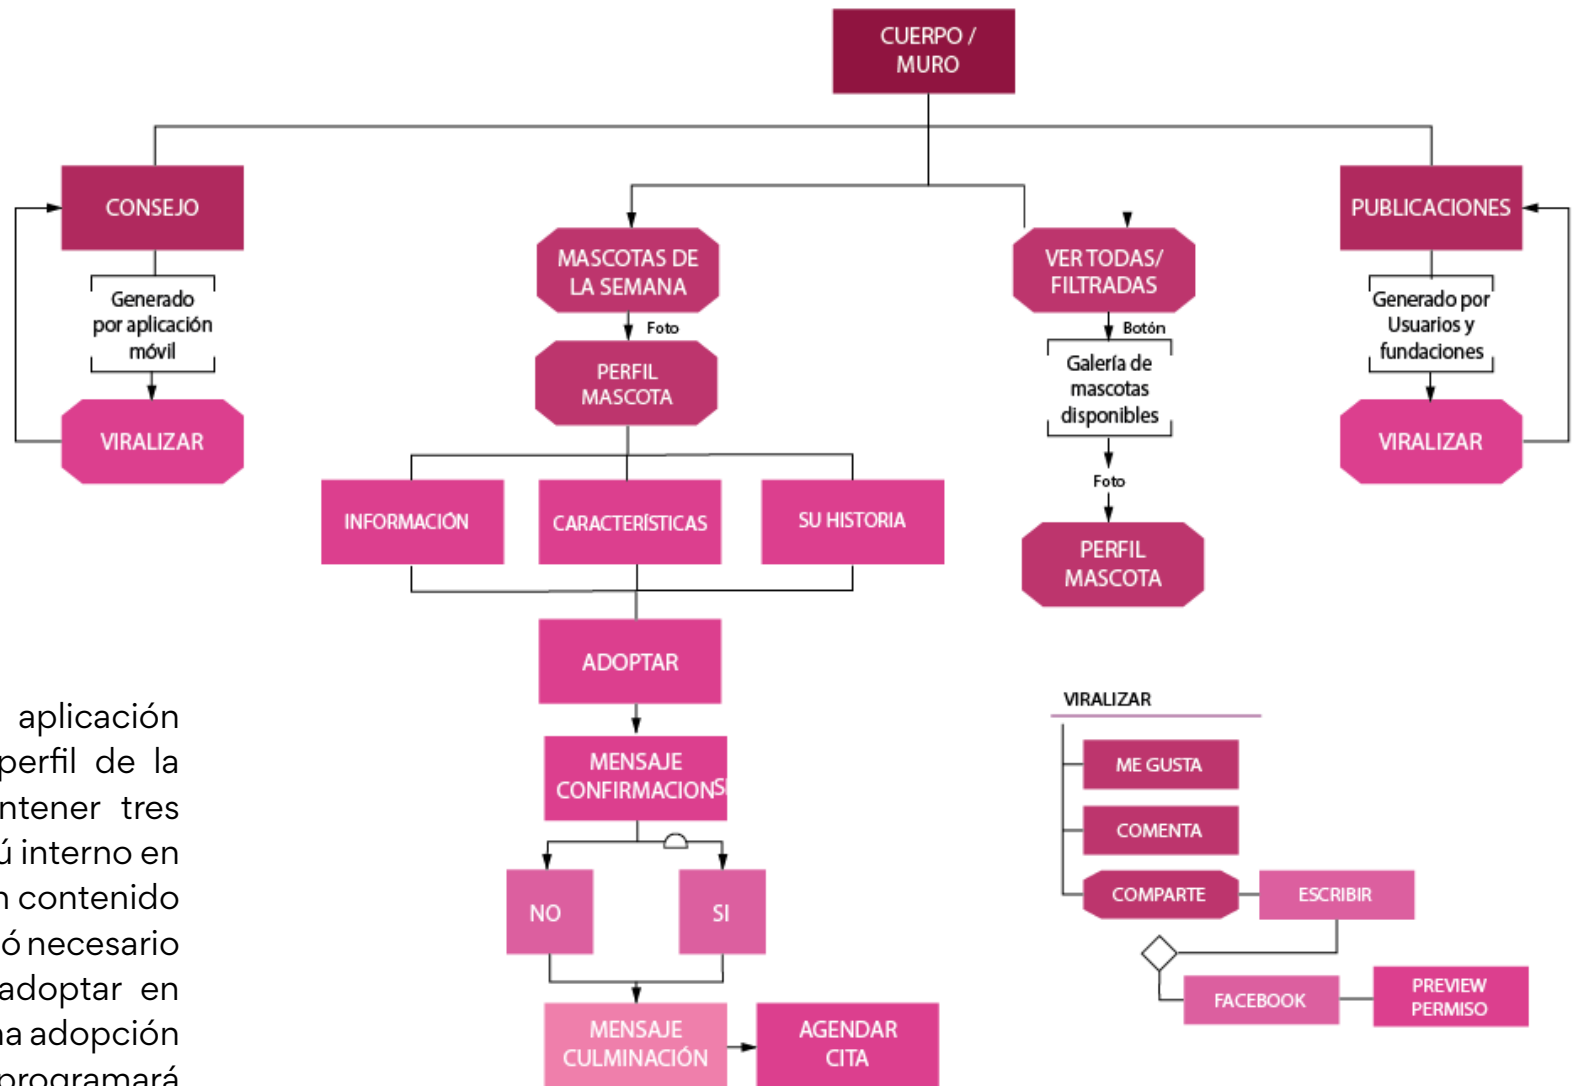 CUERPO /
MURO
CONSEJO
PUBLICACIONES
MASCOTAS DE
LA SEMANA
VER TODAS/
FILTRADAS
Generado
por aplicación
móvil
Foto
Botón
Generado por
Usuarios y
fundaciones
PERFIL
MASCOTA
Galería de
mascotas
disponibles
VIRALIZAR
VIRALIZAR
Foto
INFORMACIÓN
CARACTERÍSTICAS
SU HISTORIA
PERFIL
MASCOTA
ADOPTAR
MENSAJE
CONFIRMACIONSI
NO
SI
MENSAJE
CULMINACIÓN
AGENDAR
CITA
VIRALIZAR
ME GUSTA
COMENTA
COMPARTE
ESCRIBIR
FACEBOOK
PREVIEW
PERMISO
aplicación
perfil de la
ntener tres
ú interno en
n contenido
ó necesario
adoptar en
na adopción
programará